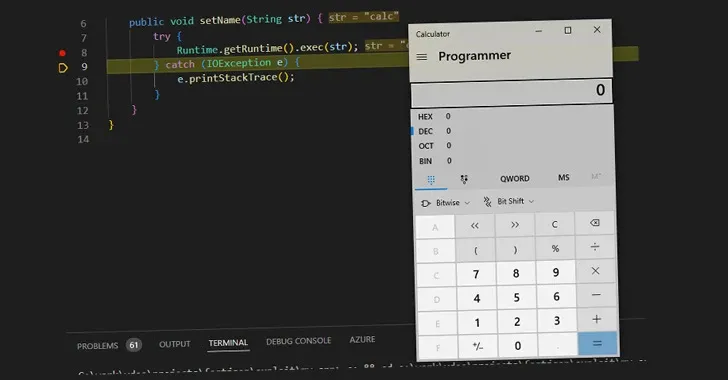 6 public void setName(String str) { str = "calc"
7 try {
8 Runtime.getRuntime().exec(str); str = "c
9 } catch (IOException e) {
10 e.printStackTrace();
11 }
12 }
13 }
14
Calculator
Programmer
0
HEX 0
DEC 0
OCT 0
BIN 0
QWORD MS
Bitwise Bit Shift
A << >> C
B ( ) % ÷
C 7 8 9 ×
D 4 5 6 −
E 1 2 3 +
F +/− 0 . =
PROBLEMS 61 OUTPUT TERMINAL DEBUG CONSOLE AZURE